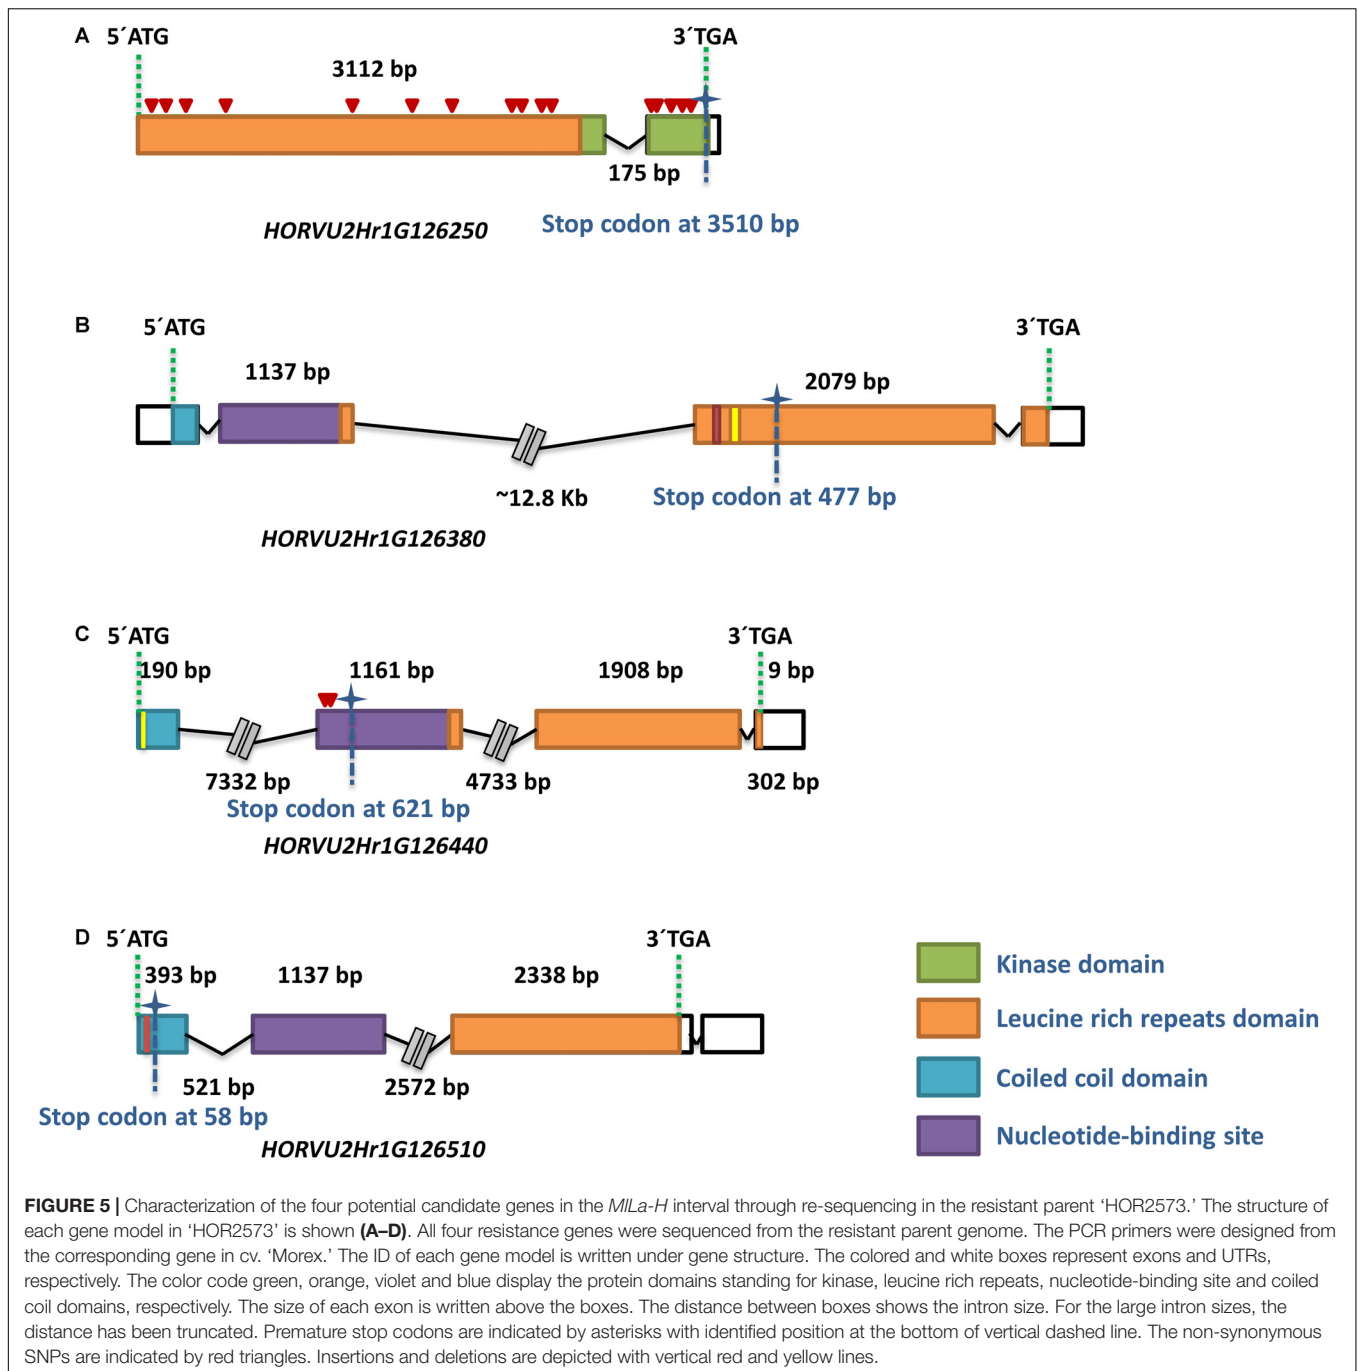 A 5´ATG 3´TGA
3112 bp
175 bp
HORVU2Hr1G126250 Stop codon at 3510 bp
B 5´ATG 3´TGA
1137 bp 2079 bp
~12.8 Kb Stop codon at 477 bp
HORVU2Hr1G126380
C 5´ATG 3´TGA
190 bp 1161 bp 1908 bp 9 bp
7332 bp 4733 bp 302 bp
Stop codon at 621 bp
HORVU2Hr1G126440
D 5´ATG 3´TGA
393 bp 1137 bp 2338 bp
521 bp 2572 bp
Stop codon at 58 bp
HORVU2Hr1G126510
Kinase domain
Leucine rich repeats domain
Coiled coil domain
Nucleotide-binding site
FIGURE 5 | Characterization of the four potential candidate genes in the MlLa-H interval through re-sequencing in the resistant parent ‘HOR2573.’ The structure of
each gene model in ‘HOR2573’ is shown (A–D). All four resistance genes were sequenced from the resistant parent genome. The PCR primers were designed from
the corresponding gene in cv. ‘Morex.’ The ID of each gene model is written under gene structure. The colored and white boxes represent exons and UTRs,
respectively. The color code green, orange, violet and blue display the protein domains standing for kinase, leucine rich repeats, nucleotide-binding site and coiled
coil domains, respectively. The size of each exon is written above the boxes. The distance between boxes shows the intron size. For the large intron sizes, the
distance has been truncated. Premature stop codons are indicated by asterisks with identified position at the bottom of vertical dashed line. The non-synonymous
SNPs are indicated by red triangles. Insertions and deletions are depicted with vertical red and yellow lines.